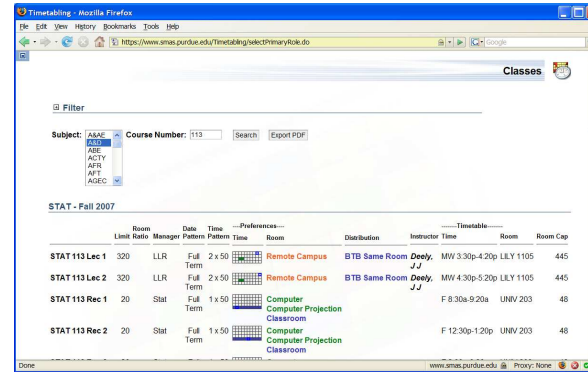 Timetabling - Mozilla Firefox
File Edit View History Bookmarks Tools Help
https://www.smas.purdue.edu/Timetabling/selectPrimaryRole.do
Google
Classes
Filter
Subject: A&AE Course Number: 113 Search Export PDF
A&D
ABE
ACTY
AFR
AFT
AGEC
STAT - Fall 2007
Room Date Time ----Preferences---- --------Timetable--------
Limit Ratio Manager Pattern Pattern Time Room Distribution Instructor Time Room Room Cap
STAT 113 Lec 1 320 LLR Full 2 x 50 Remote Campus BTB Same Room Deely, MW 3:30p-4:20p LILY 1105 445
Term J J
STAT 113 Lec 2 320 LLR Full 2 x 50 Remote Campus BTB Same Room Deely, MW 4:30p-5:20p LILY 1105 445
Term J J
STAT 113 Rec 1 20 Stat Full 1 x 50 Computer F 8:30a-9:20a UNIV 203 48
Term Computer Projection
Classroom
STAT 113 Rec 2 20 Stat Full 1 x 50 Computer F 12:30p-1:20p UNIV 203 48
Term Computer Projection
Classroom
Done www.smas.purdue.edu Proxy: None